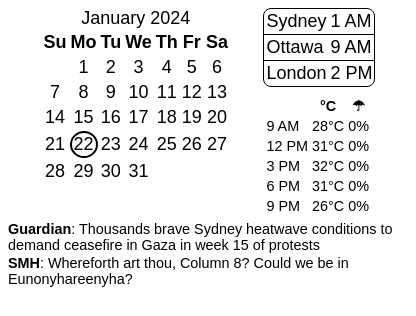 January 2024
Su Mo Tu We Th Fr Sa
1 2 3 4 5 6
7 8 9 10 11 12 13
14 15 16 17 18 19 20
21 22 23 24 25 26 27
28 29 30 31
Sydney 1 AM
Ottawa 9 AM
London 2 PM
°C ☂
9 AM 28°C 0%
12 PM 31°C 0%
3 PM 32°C 0%
6 PM 31°C 0%
9 PM 26°C 0%
Guardian: Thousands brave Sydney heatwave conditions to
demand ceasefire in Gaza in week 15 of protests
SMH: Whereforth art thou, Column 8? Could we be in
Eunonyhareenyha?